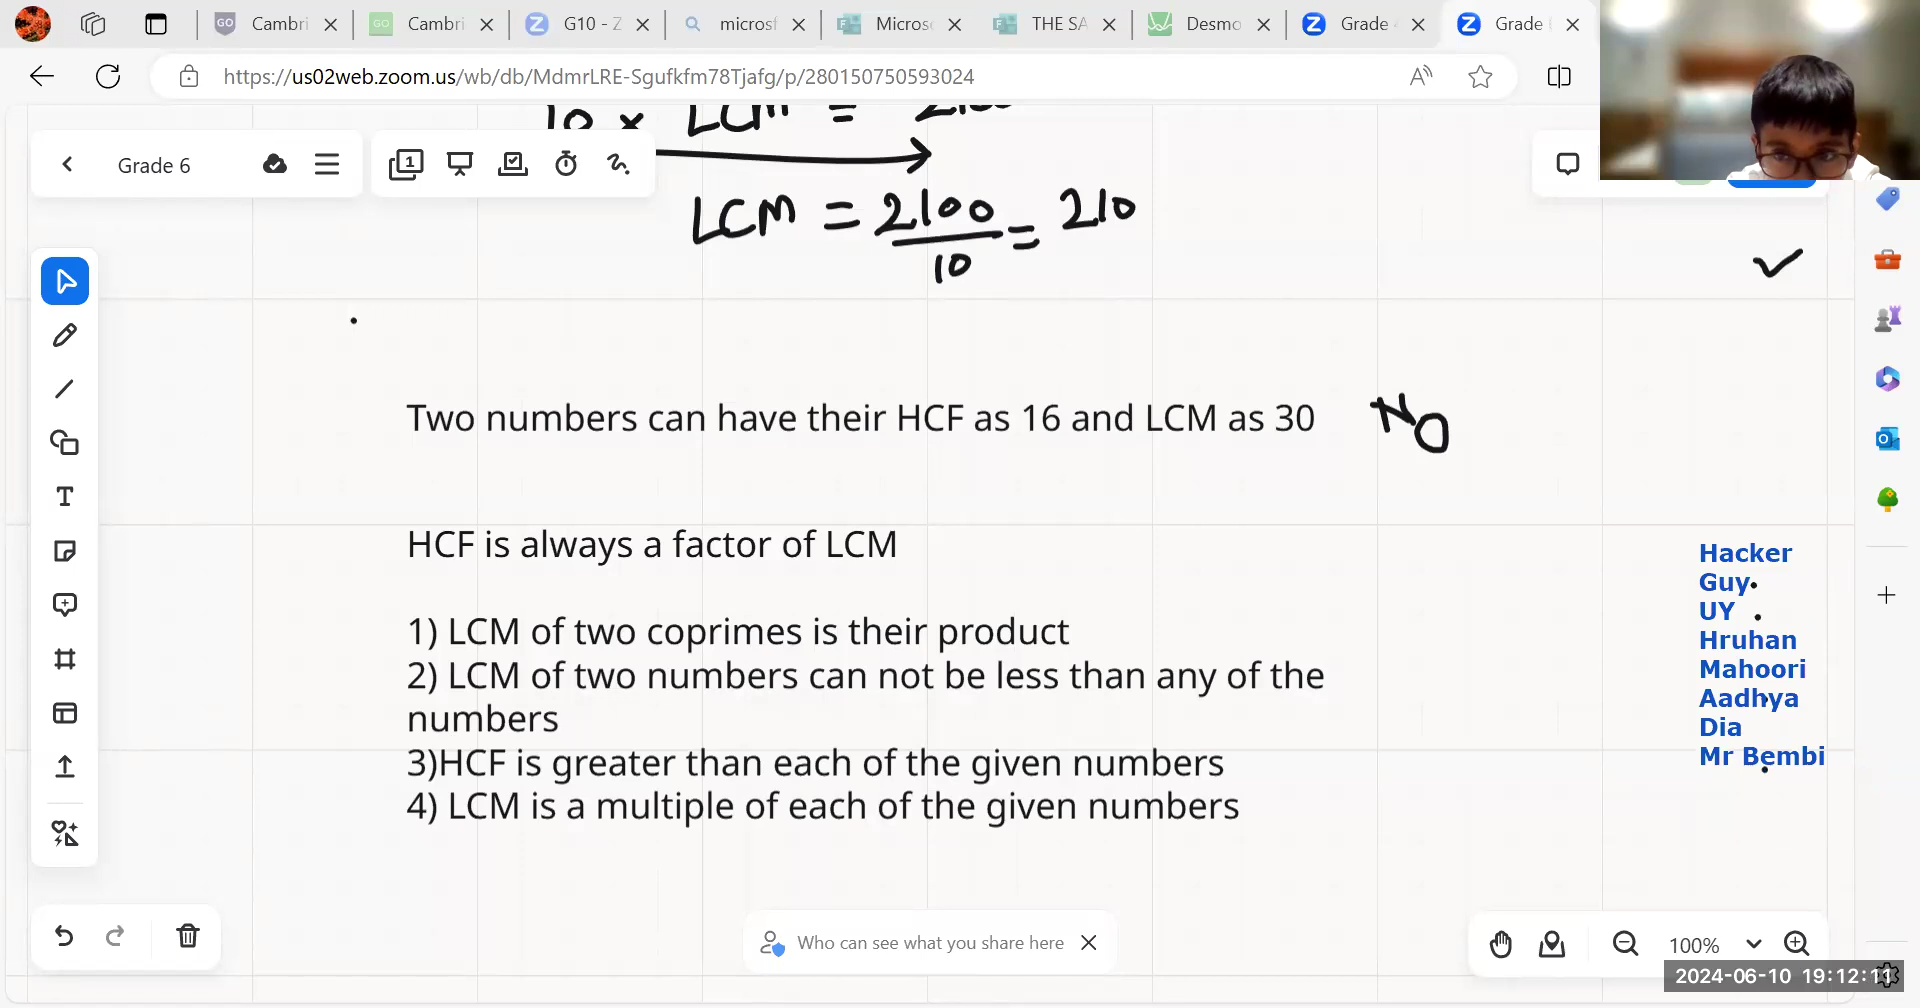 Cambri
Cambri
G10 - Z
microsf
Microso
THE SA
Desmo
Grade
Grade
https://us02web.zoom.us/wb/db/MdmrLRE-Sgufkfm78Tjafg/p/280150750593024
10 × LCM =
Grade 6
1
LCM = 2100 = 210
10
Two numbers can have their HCF as 16 and LCM as 30 NO
HCF is always a factor of LCM
1) LCM of two coprimes is their product
2) LCM of two numbers can not be less than any of the
numbers
3)HCF is greater than each of the given numbers
4) LCM is a multiple of each of the given numbers
Hacker
Guy
UY
Hruhan
Mahoori
Aadhya
Dia
Mr Bembi
Who can see what you share here
100%
2024-06-10 19:12:11